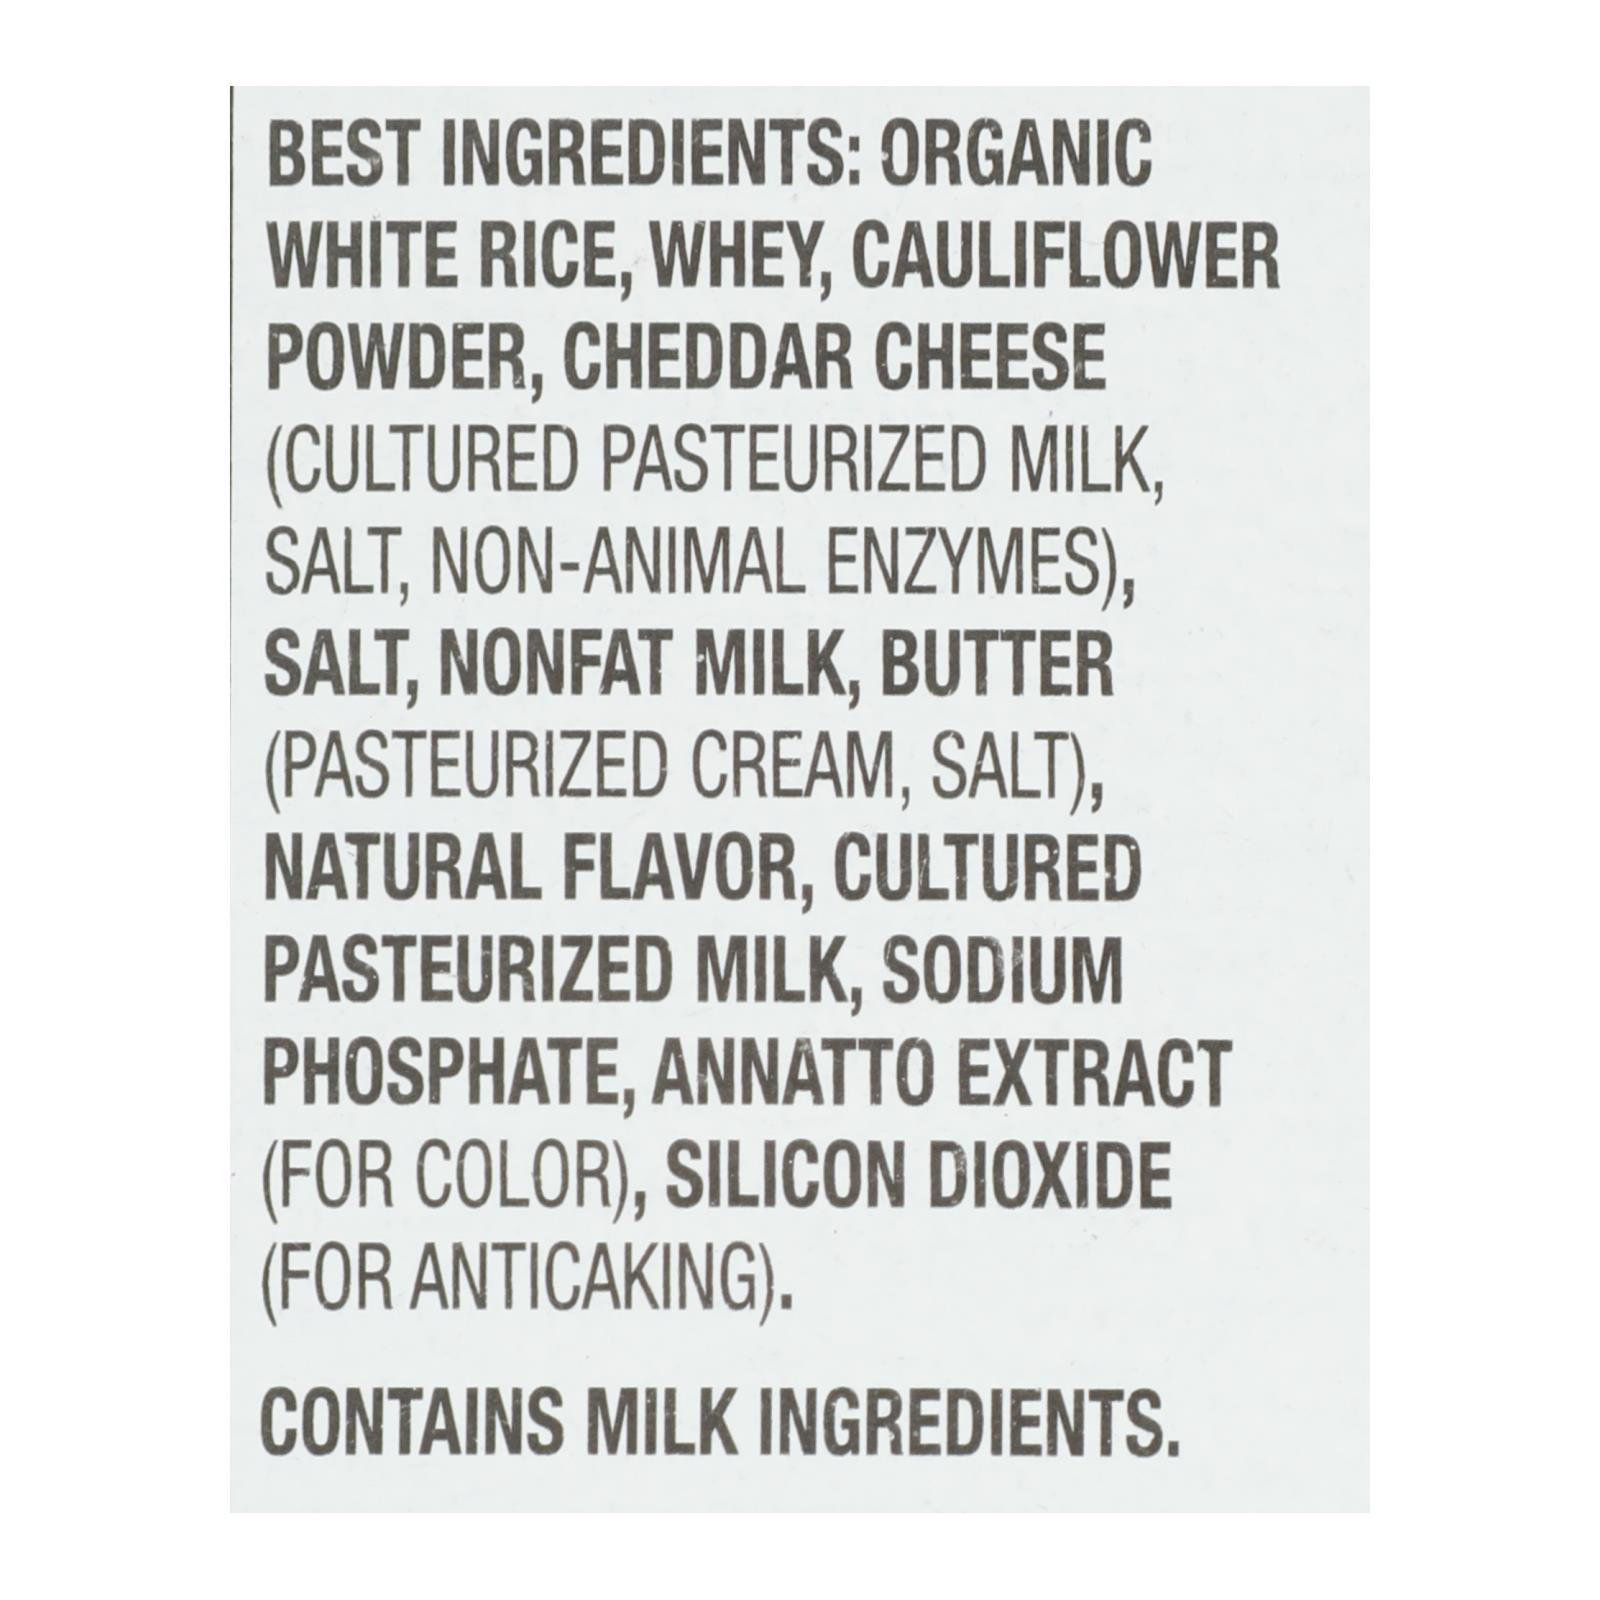 BEST INGREDIENTS: ORGANIC
WHITE RICE, WHEY, CAULIFLOWER
POWDER, CHEDDAR CHEESE
(CULTURED PASTEURIZED MILK,
SALT, NON-ANIMAL ENZYMES),
SALT, NONFAT MILK, BUTTER
(PASTEURIZED CREAM, SALT),
NATURAL FLAVOR, CULTURED
PASTEURIZED MILK, SODIUM
PHOSPHATE, ANNATTO EXTRACT
(FOR COLOR), SILICON DIOXIDE
(FOR ANTICAKING).
CONTAINS MILK INGREDIENTS.